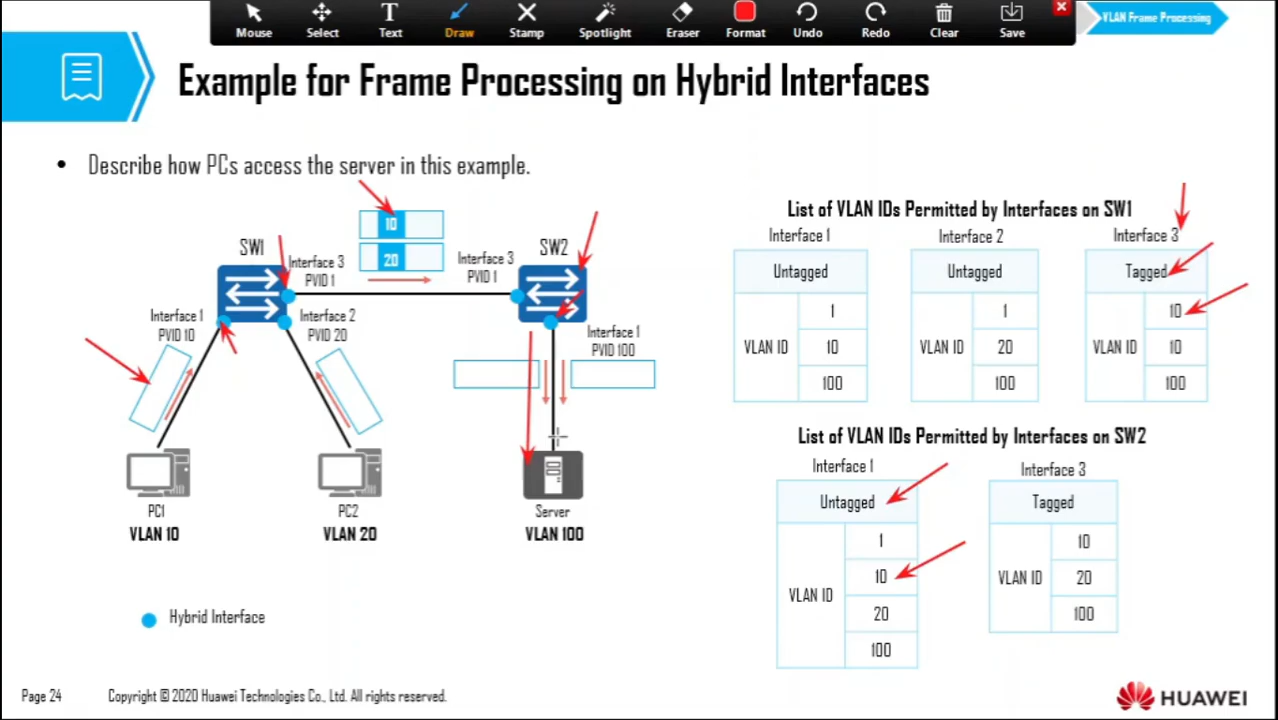 Mouse Select Text Draw Stamp Spotlight Eraser Format Undo Redo Clear Save
VLAN Frame Processing
Example for Frame Processing on Hybrid Interfaces
• Describe how PCs access the server in this example.
10
20
SW1
SW2
Interface 3
PVID 1
Interface 3
PVID 1
Interface 1
PVID 10
Interface 2
PVID 20
Interface 1
PVID 100
PC1
VLAN 10
PC2
VLAN 20
Server
VLAN 100
Hybrid Interface
List of VLAN IDs Permitted by Interfaces on SW1
Interface 1
Untagged
VLAN ID
1
10
100
Interface 2
Untagged
VLAN ID
1
20
100
Interface 3
Tagged
VLAN ID
10
10
100
List of VLAN IDs Permitted by Interfaces on SW2
Interface 1
Untagged
VLAN ID
1
10
20
100
Interface 3
Tagged
VLAN ID
10
20
100
Page 24
Copyright © 2020 Huawei Technologies Co., Ltd. All rights reserved.
HUAWEI